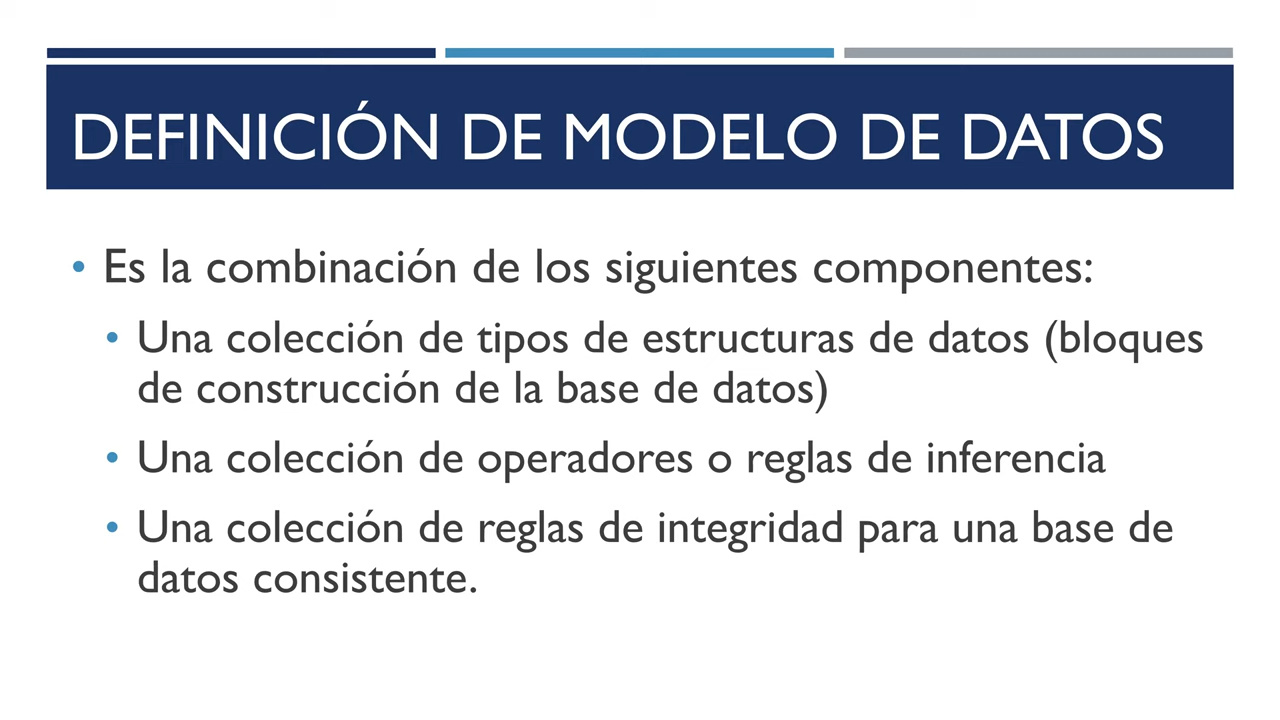 DEFINICIÓN DE MODELO DE DATOS
• Es la combinación de los siguientes componentes:
• Una colección de tipos de estructuras de datos (bloques
de construcción de la base de datos)
• Una colección de operadores o reglas de inferencia
• Una colección de reglas de integridad para una base de
datos consistente.